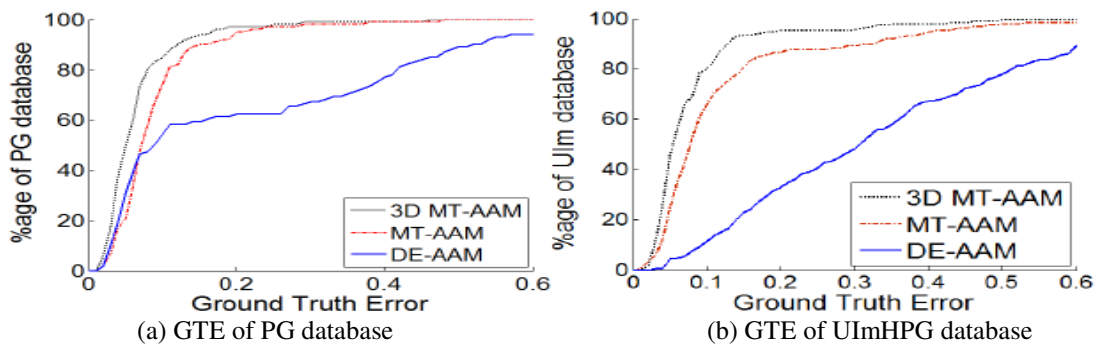 100
80
60
40
20
0
%age of PG database
3D MT-AAM
MT-AAM
DE-AAM
0 0.2 0.4 0.6
Ground Truth Error
(a) GTE of PG database
100
80
60
40
20
0
%age of Ulm database
3D MT-AAM
MT-AAM
DE-AAM
0 0.1 0.2 0.3 0.4 0.5 0.6
Ground Truth Error
(b) GTE of UImHPG database